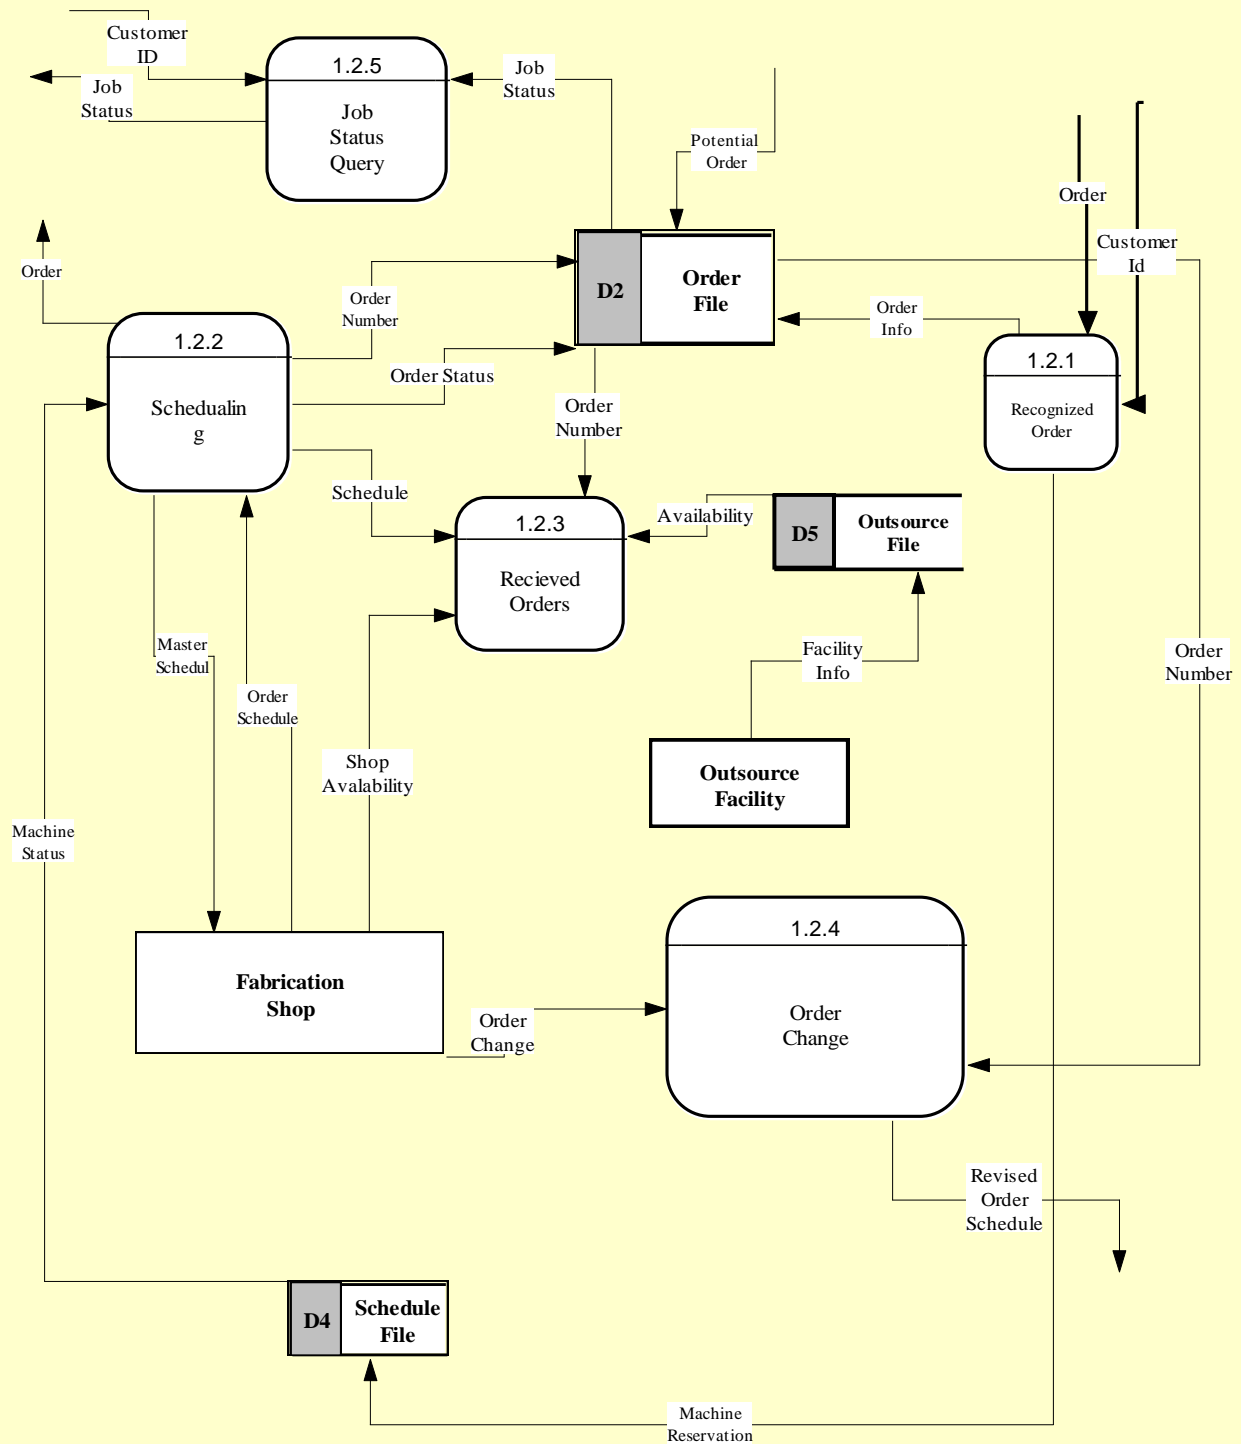 Customer
ID
1.2.5
Job
Status
Query
Job
Status
Job
Status
Potential
Order
Order
Customer
Id
Order
Order
Number
D2
Order
File
Order
Info
1.2.2
Schedualin
g
Order Status
1.2.1
Recognized
Order
Order
Number
Schedule
1.2.3
Recieved
Orders
Availability
D5
Outsource
File
Master
Schedul
Order
Schedule
Facility
Info
Order
Number
Shop
Avalability
Outsource
Facility
Machine
Status
1.2.4
Order
Change
Fabrication
Shop
Order
Change
Revised
Order
Schedule
D4
Schedule
File
Machine
Reservation